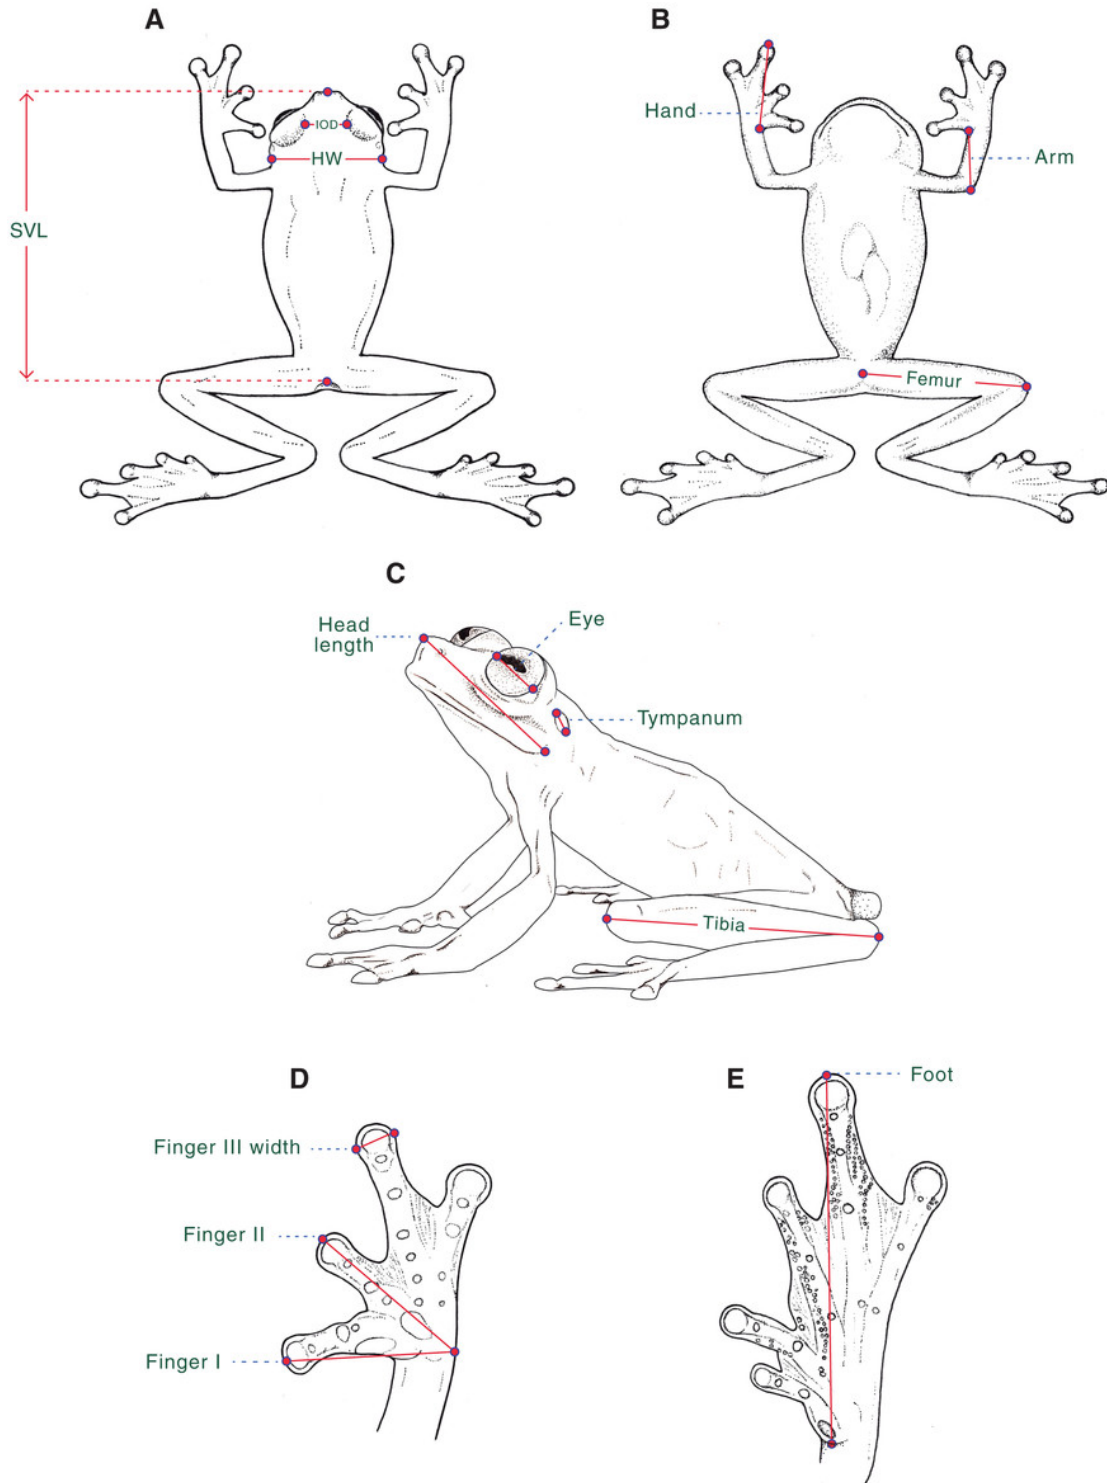 A
B
IOD
Hand
HW
Arm
SVL
Femur
C
Head
length
Eye
Tympanum
Tibia
D
E
Foot
Finger III width
Finger II
Finger I